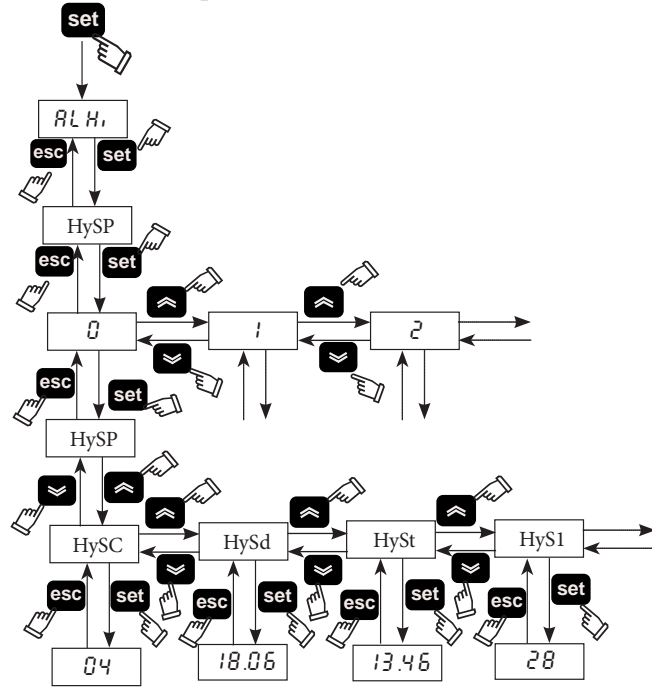 set
ALHi
esc set
HySP
esc set
0 1 2
esc set
HySP
HySC HySd HySt HyS1
esc set esc set esc set esc set
04 18.06 13.46 28